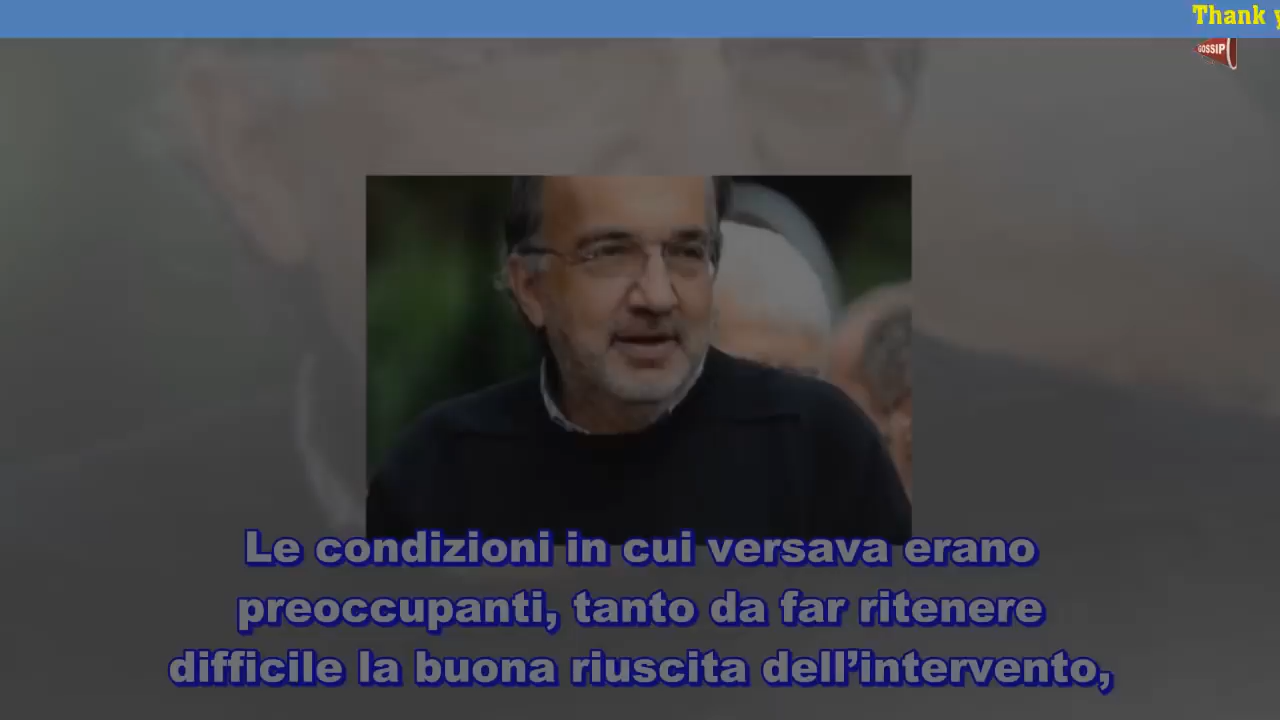 Thank y
GOSSIP
Le condizioni in cui versava erano
preoccupanti, tanto da far ritenere
difficile la buona riuscita dell’intervento,